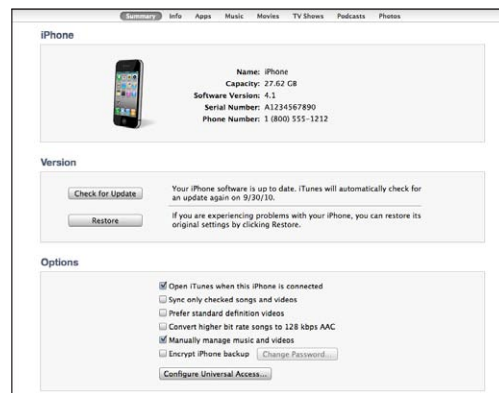 Summary Info Apps Music Movies TV Shows Podcasts Photos
iPhone
Name: iPhone
Capacity: 27.62 GB
Software Version: 4.1
Serial Number: A1234567890
Phone Number: 1 (800) 555-1212
Version
Check for Update
Your iPhone software is up to date. iTunes will automatically check for
an update again on 9/30/10.
Restore
If you are experiencing problems with your iPhone, you can restore its
original settings by clicking Restore.
Options
Open iTunes when this iPhone is connected
Sync only checked songs and videos
Prefer standard definition videos
Convert higher bit rate songs to 128 kbps AAC
Manually manage music and videos
Encrypt iPhone backup Change Password...
Configure Universal Access...